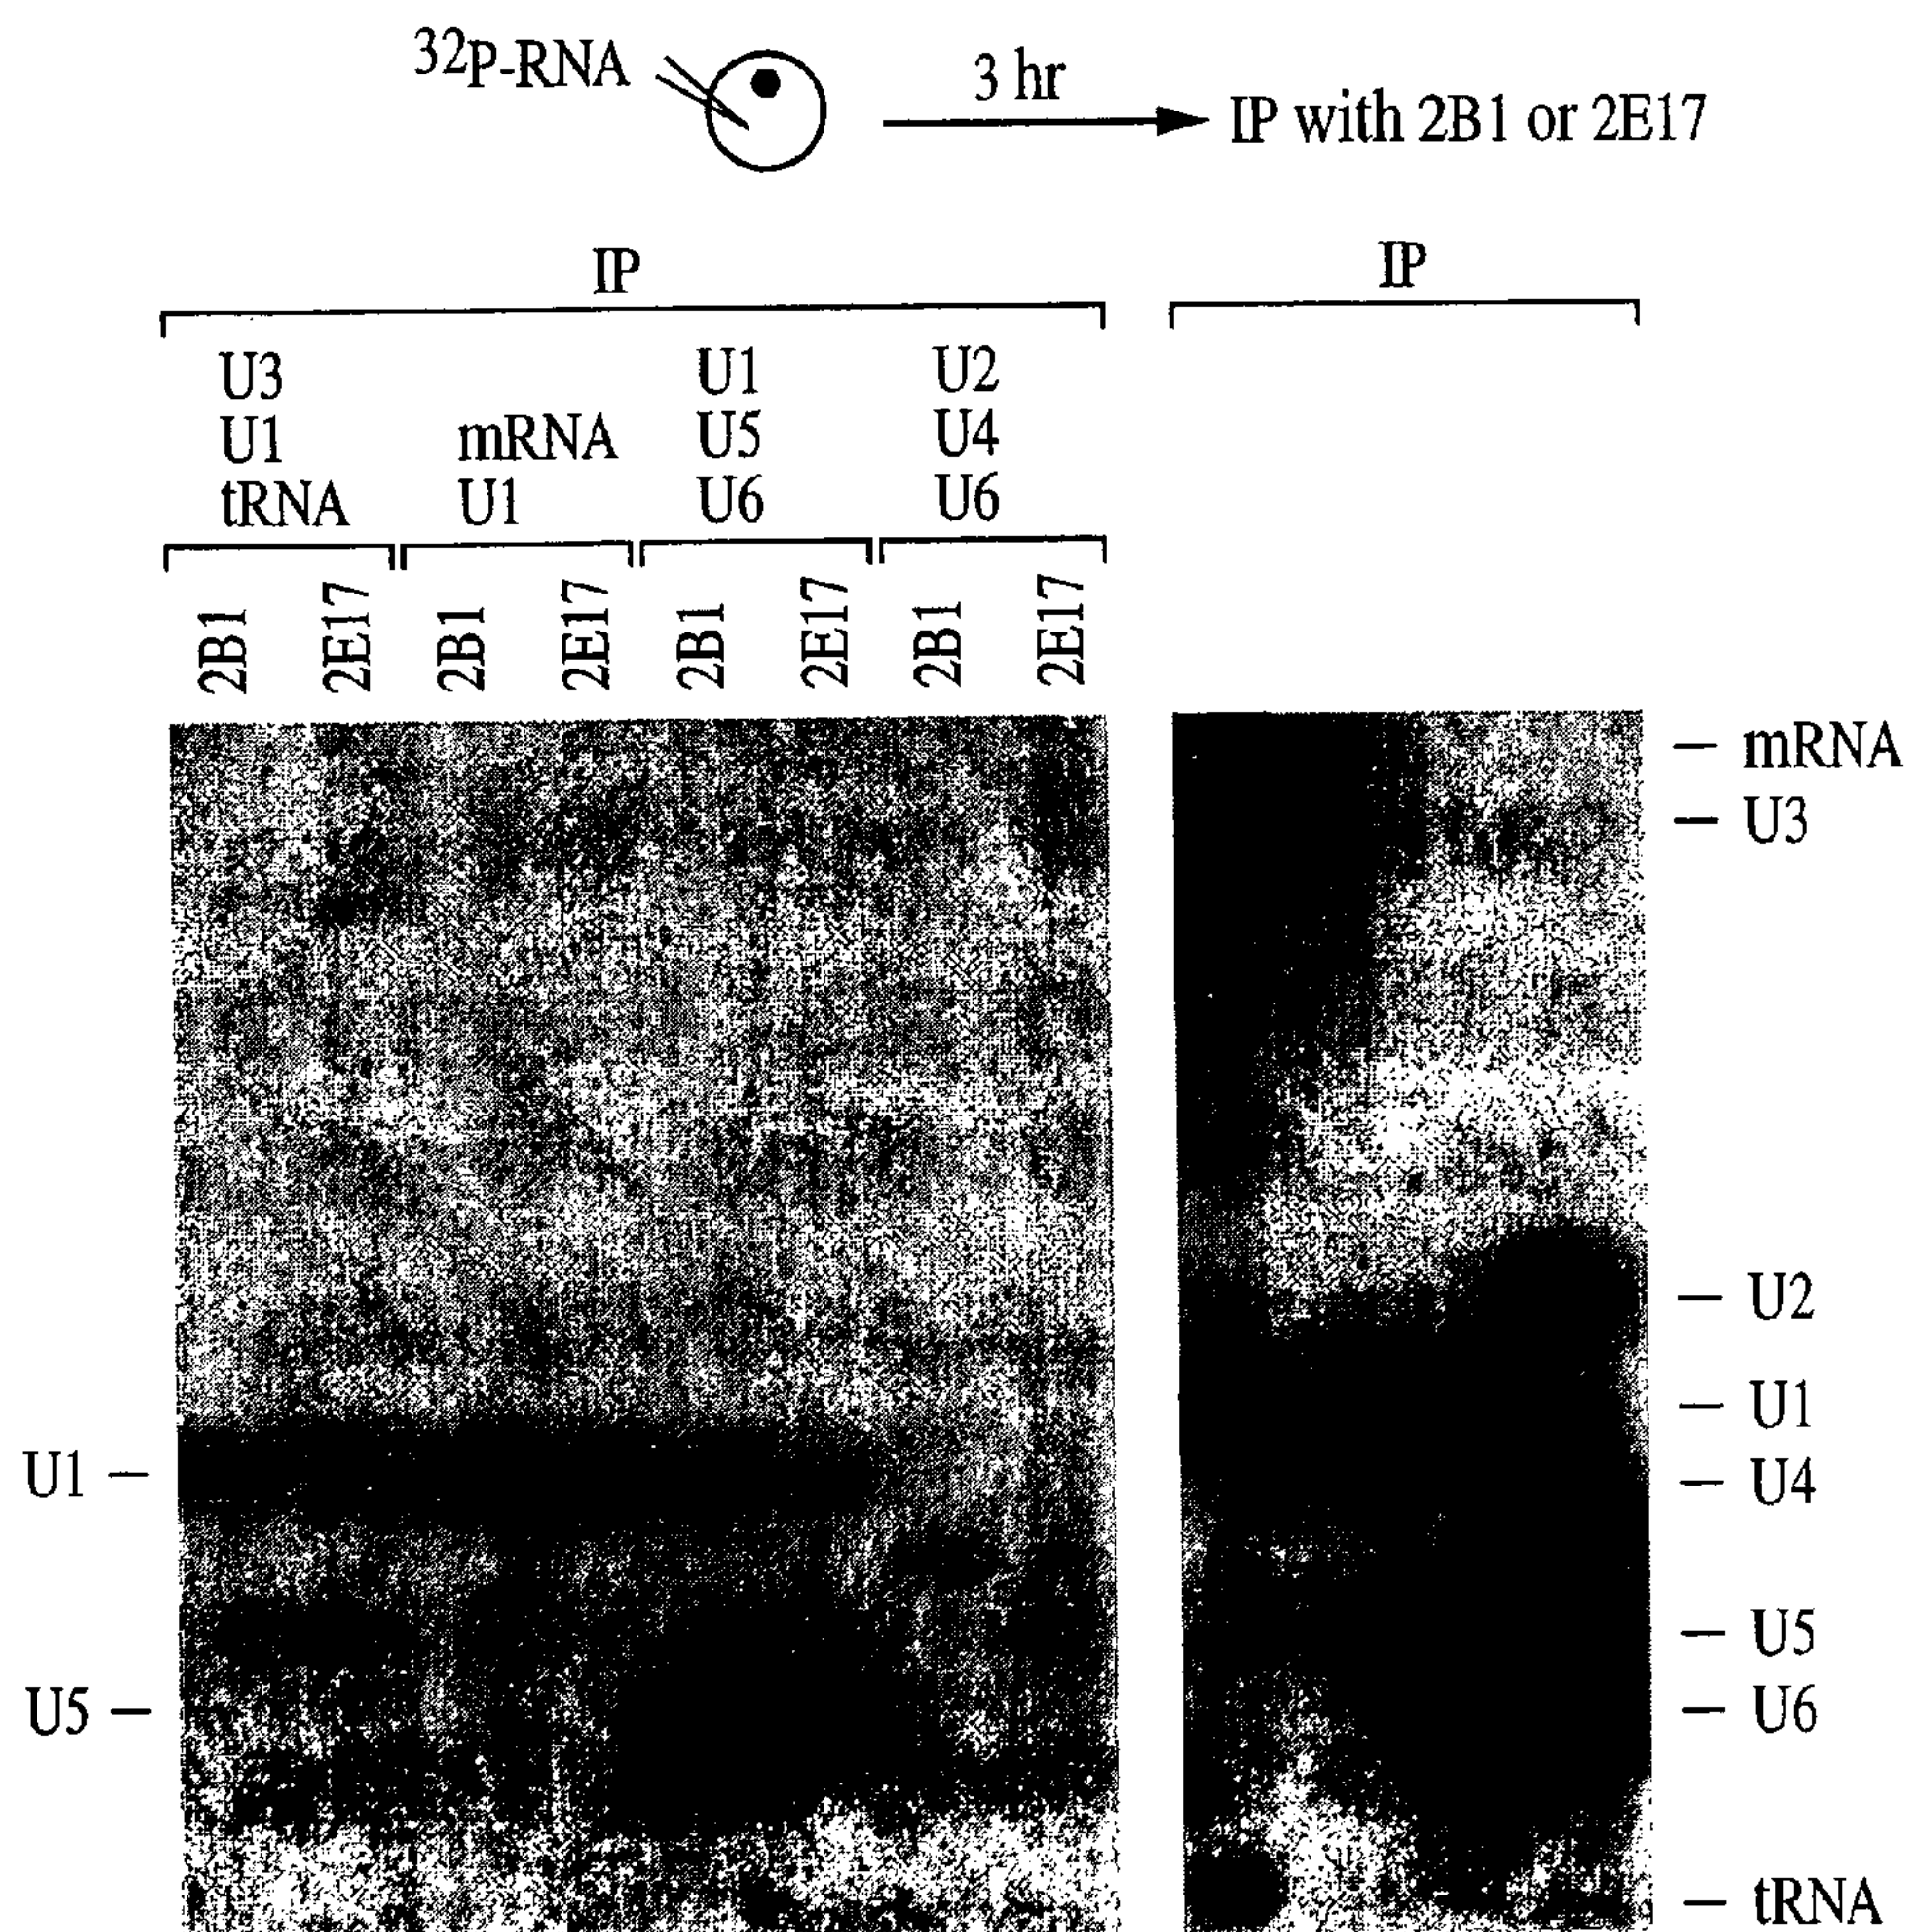 32P-RNA
3 hr
IP with 2B1 or 2E17
IP
IP
U3
U1
tRNA
mRNA
U1
U1
U5
U6
U2
U4
U6
2B1
2E17
2B1
2E17
2B1
2E17
2B1
2E17
U1
U5
mRNA
U3
U2
U1
U4
U5
U6
tRNA